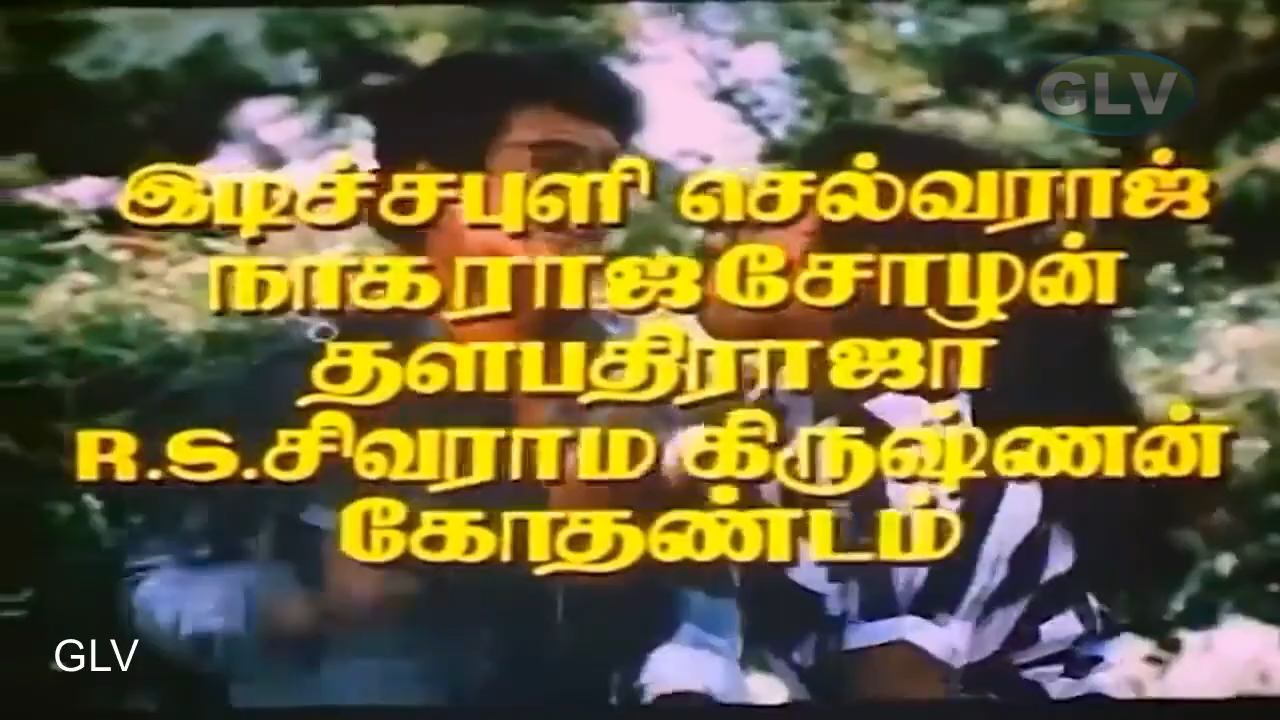 GLV
இடிச்சபுளி செல்வராஜ்
நாகராஜசோழன்
தளபதிராஜா
R.S.சிவராம கிருஷ்ணன்
கோதண்டம்
GLV